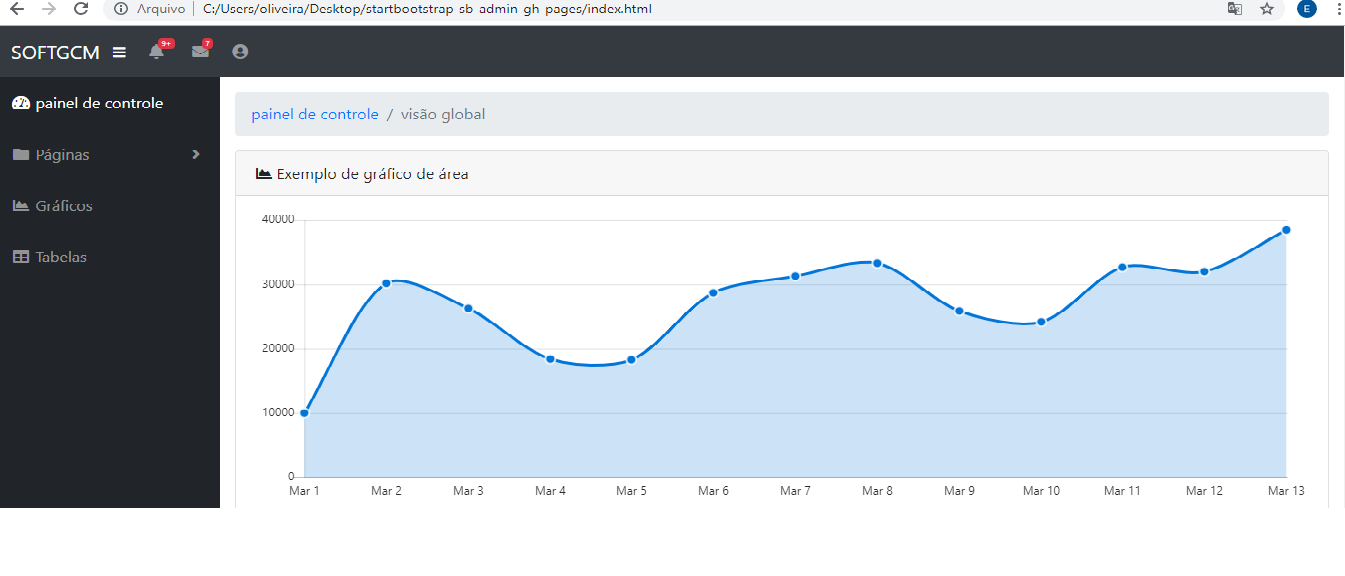 Arquivo | C:/Users/oliveira/Desktop/startbootstrap-sb-admin-gh-pages/index.html
E
SOFTGCM 9+ 7
painel de controle
Páginas
Gráficos
Tabelas
painel de controle / visão global
Exemplo de gráfico de área
40000
30000
20000
10000
0
Mar 1 Mar 2 Mar 3 Mar 4 Mar 5 Mar 6 Mar 7 Mar 8 Mar 9 Mar 10 Mar 11 Mar 12 Mar 13